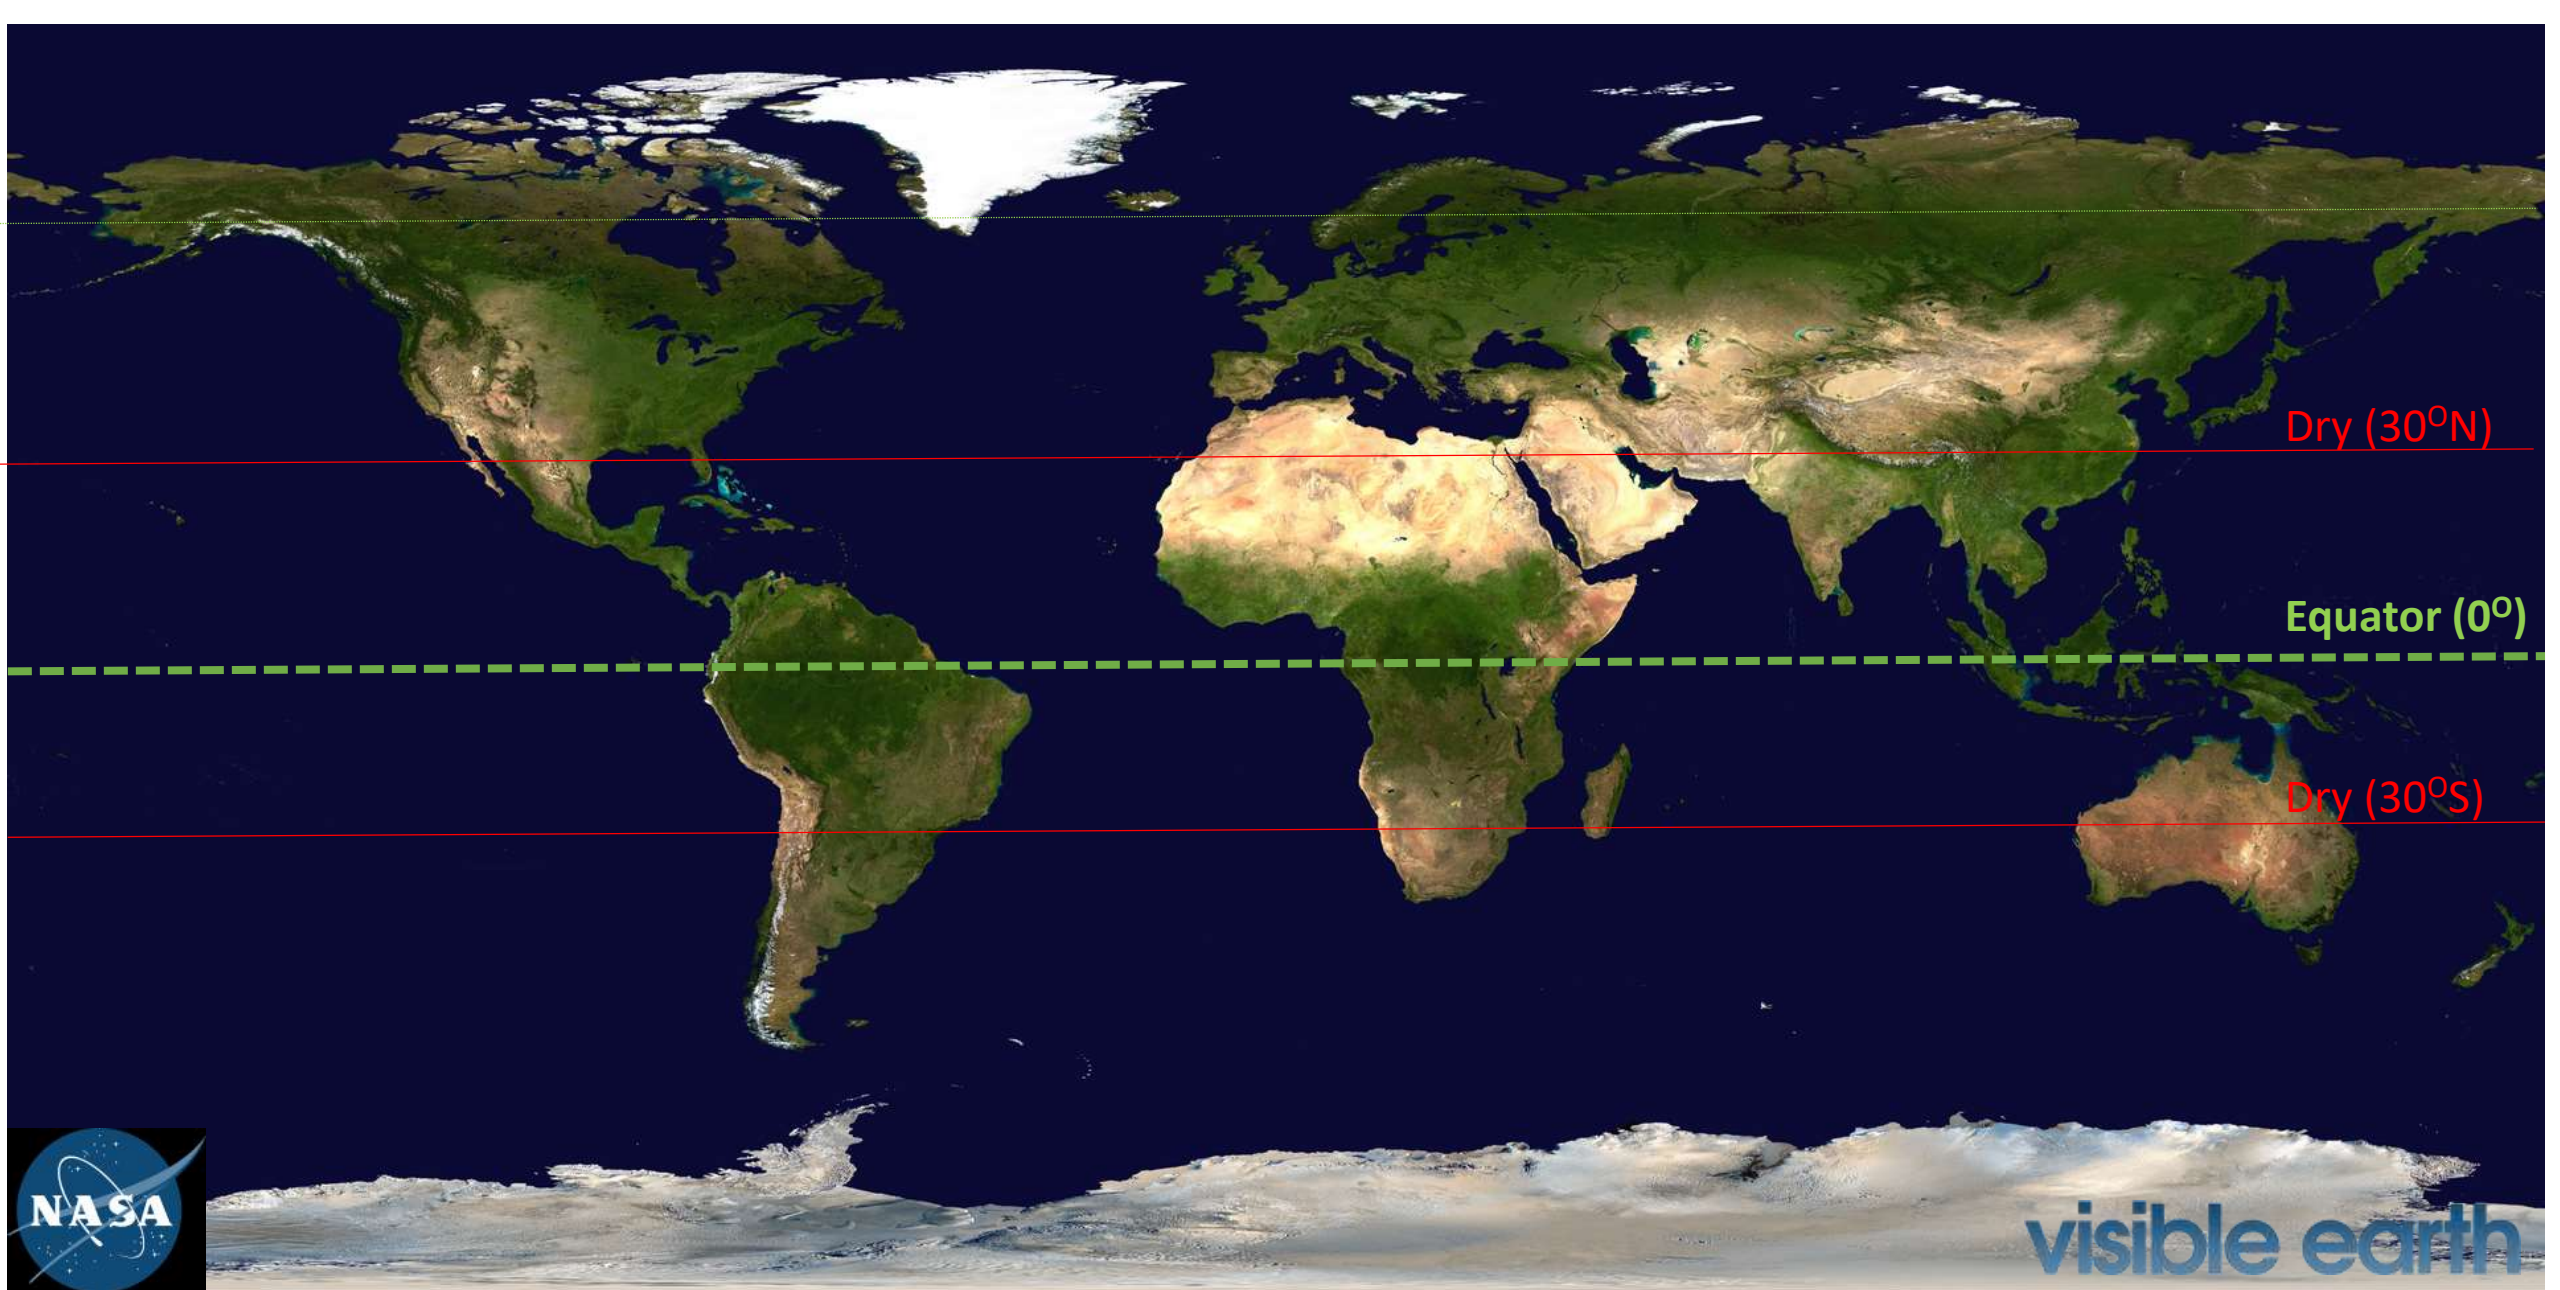 Dry (30ᴼN)
Equator (0ᴼ)
Dry (30ᴼS)
NASA
visible earth